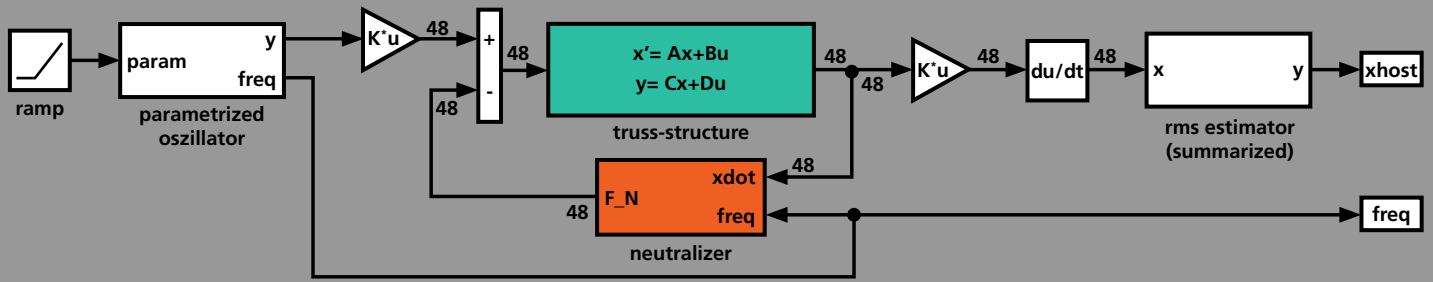 ramp
param
y
freq
parametrized
oszillator
K*u
48
+
-
48
48
x’= Ax+Bu
y= Cx+Du
truss-structure
48
48
K*u
48
du/dt
48
x
y
rms estimator
(summarized)
xhost
48
xdot
freq
F_N
48
neutralizer
freq